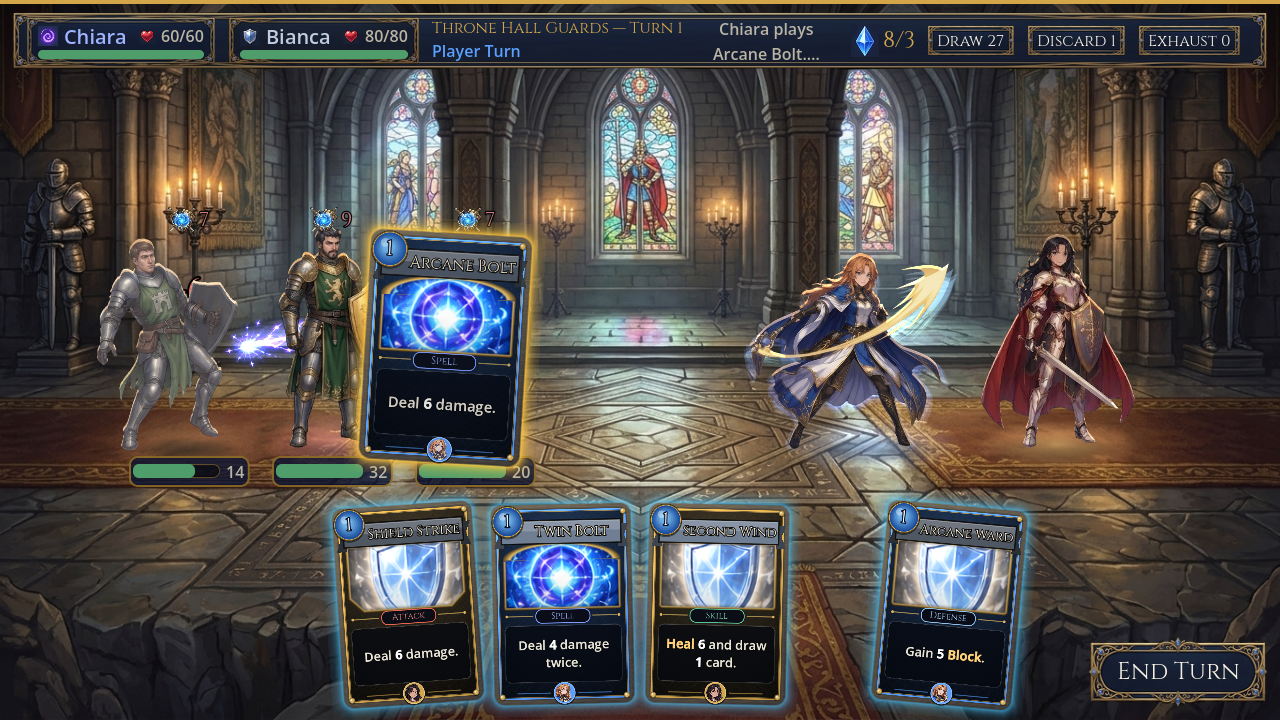 Chiara 60/60
Bianca 80/80
THRONE HALL GUARDS — TURN 1
Player Turn
Chiara plays
Arcane Bolt....
8/3
DRAW 27
DISCARD 1
EXHAUST 0
7
9
7
1
ARCANE BOLT
SPELL
Deal 6 damage.
14
32
20
1
SHIELD STRIKE
ATTACK
Deal 6 damage.
1
TWIN BOLT
SPELL
Deal 4 damage
twice.
1
SECOND WIND
SKILL
Heal 6 and draw
1 card.
1
ARCANE WARD
DEFENSE
Gain 5 Block.
END TURN